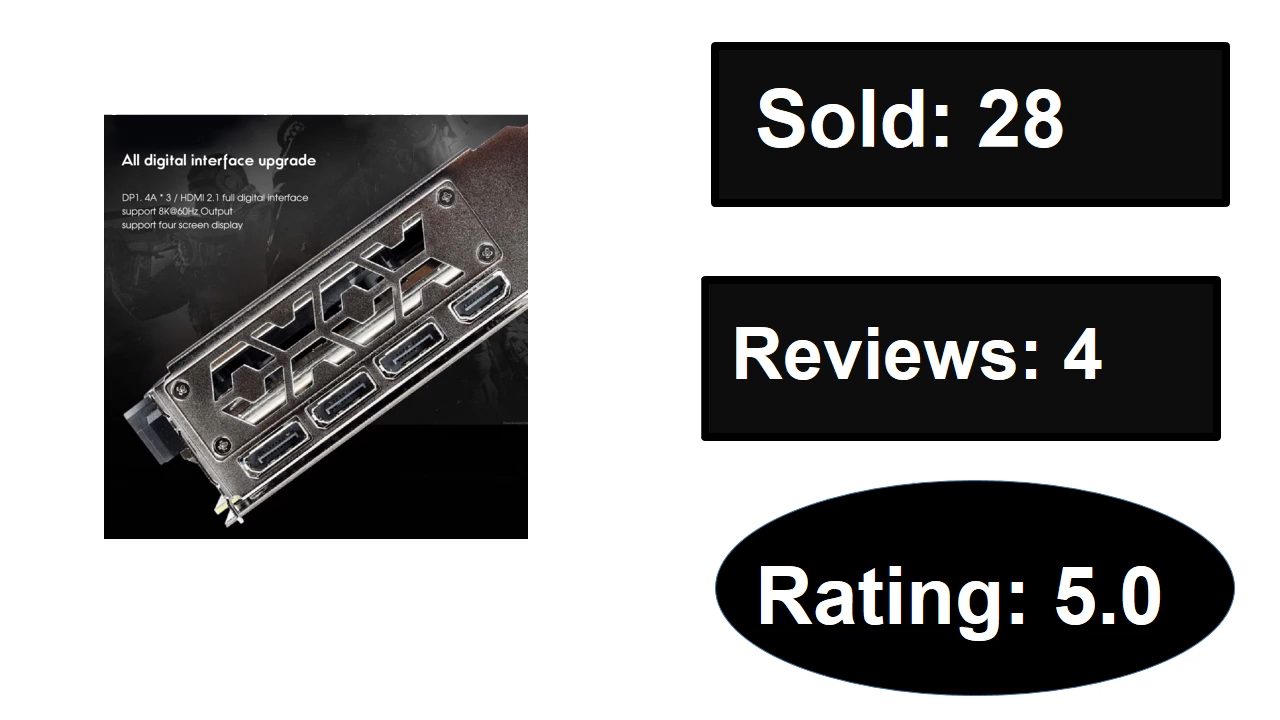 All digital interface upgrade
DP1. 4A * 3 / HDMI 2.1 full digital interface
support 8K@60Hz Output
support four screen display
Sold: 28
Reviews: 4
Rating: 5.0